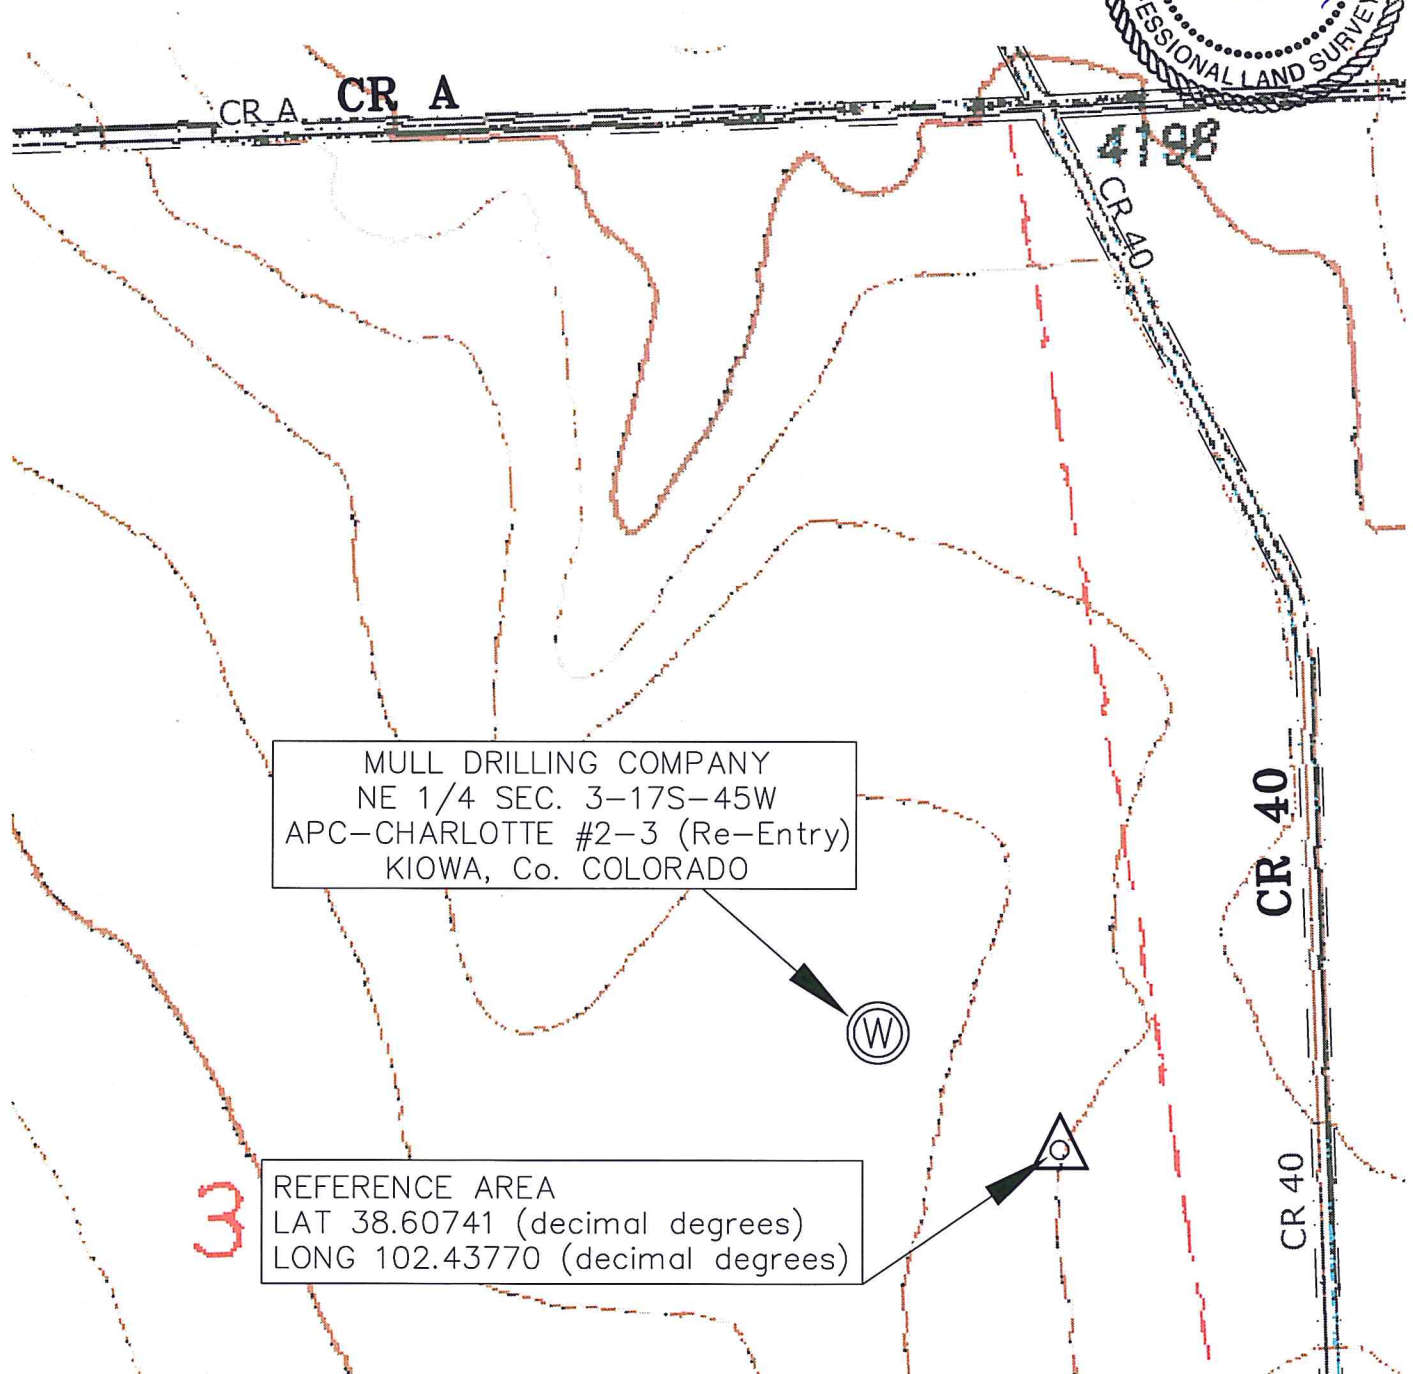 PROFESSIONAL LAND SURVEY
CR A
CR A
4198
CR 40
MULL DRILLING COMPANY
NE 1/4 SEC. 3-17S-45W
APC-CHARLOTTE #2-3 (Re-Entry)
KIOWA, Co. COLORADO
CR 40
W
3
REFERENCE AREA
LAT 38.60741 (decimal degrees)
LONG 102.43770 (decimal degrees)
CR 40